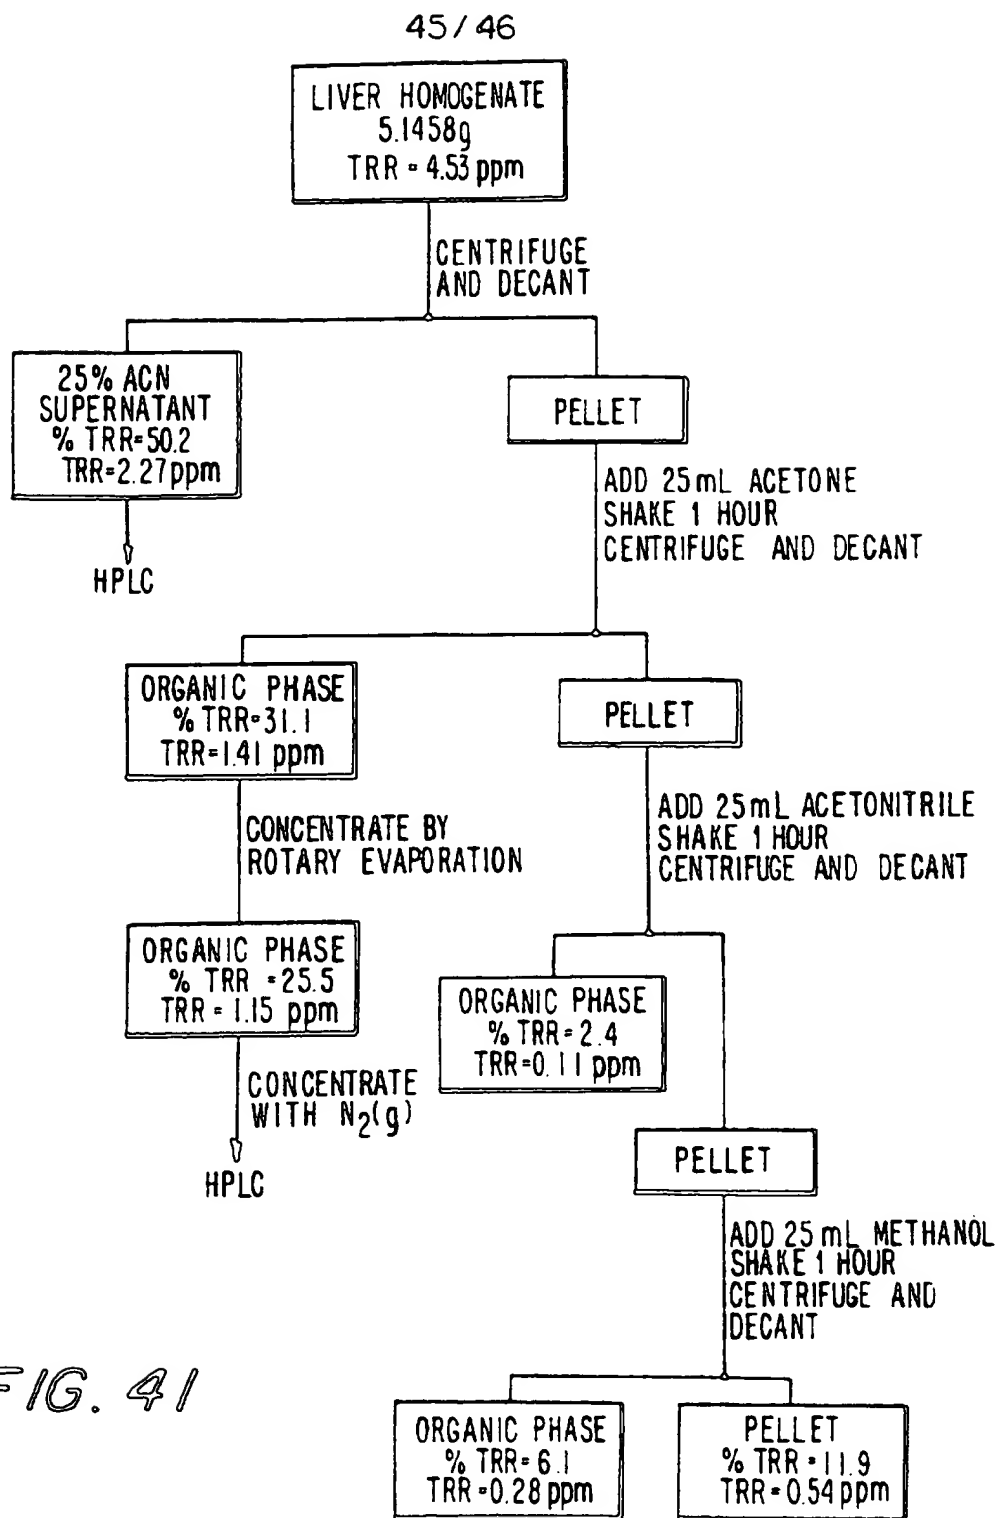 45/46
LIVER HOMOGENATE
5.1458g
TRR = 4.53 ppm
CENTRIFUGE
AND DECANT
25% ACN
SUPERNATANT
% TRR=50.2
TRR=2.27 ppm
HPLC
PELLET
ADD 25mL ACETONE
SHAKE 1 HOUR
CENTRIFUGE AND DECANT
ORGANIC PHASE
% TRR=31.1
TRR=1.41 ppm
PELLET
CONCENTRATE BY
ROTARY EVAPORATION
ADD 25mL ACETONITRILE
SHAKE 1 HOUR
CENTRIFUGE AND DECANT
ORGANIC PHASE
% TRR = 25.5
TRR = 1.15 ppm
ORGANIC PHASE
% TRR = 2.4
TRR=0.11 ppm
CONCENTRATE
WITH N2(g)
HPLC
PELLET
ADD 25mL METHANOL
SHAKE 1 HOUR
CENTRIFUGE AND
DECANT
FIG. 41
ORGANIC PHASE
% TRR= 6.1
TRR=0.28 ppm
PELLET
% TRR = 11.9
TRR = 0.54 ppm